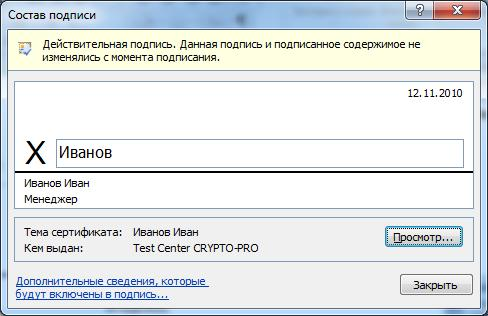 Состав подписи
Действительная подпись. Данная подпись и подписанное содержимое не
изменялись с момента подписания.
12.11.2010
X Иванов
Иванов Иван
Менеджер
Тема сертификата: Иванов Иван
Кем выдан: Test Center CRYPTO-PRO
Просмотр...
Дополнительные сведения, которые
будут включены в подпись...
Закрыть